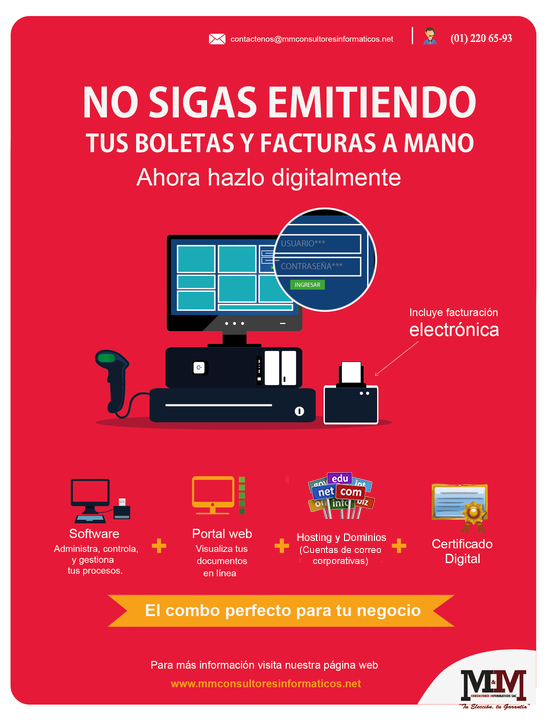 contactenos@mmconsultoresinformaticos.net
(01) 220 65-93
NO SIGAS EMITIENDO
TUS BOLETAS Y FACTURAS A MANO
Ahora hazlo digitalmente
USUARIO***
CONTRASEÑA***
INGRESAR
Incluye facturación
electrónica
edu
net
com
info
biz
Software
Administra, controla,
y gestiona
tus procesos.
+
Portal web
Visualiza tus
documentos
en línea
+
Hosting y Dominios
(Cuentas de correo
corporativas)
+
Certificado
Digital
El combo perfecto para tu negocio
Para más información visita nuestra página web
www.mmconsultoresinformaticos.net
M&M
CONSULTORES INFORMATICOS SAC
"Tu Elección, tu Garantía"